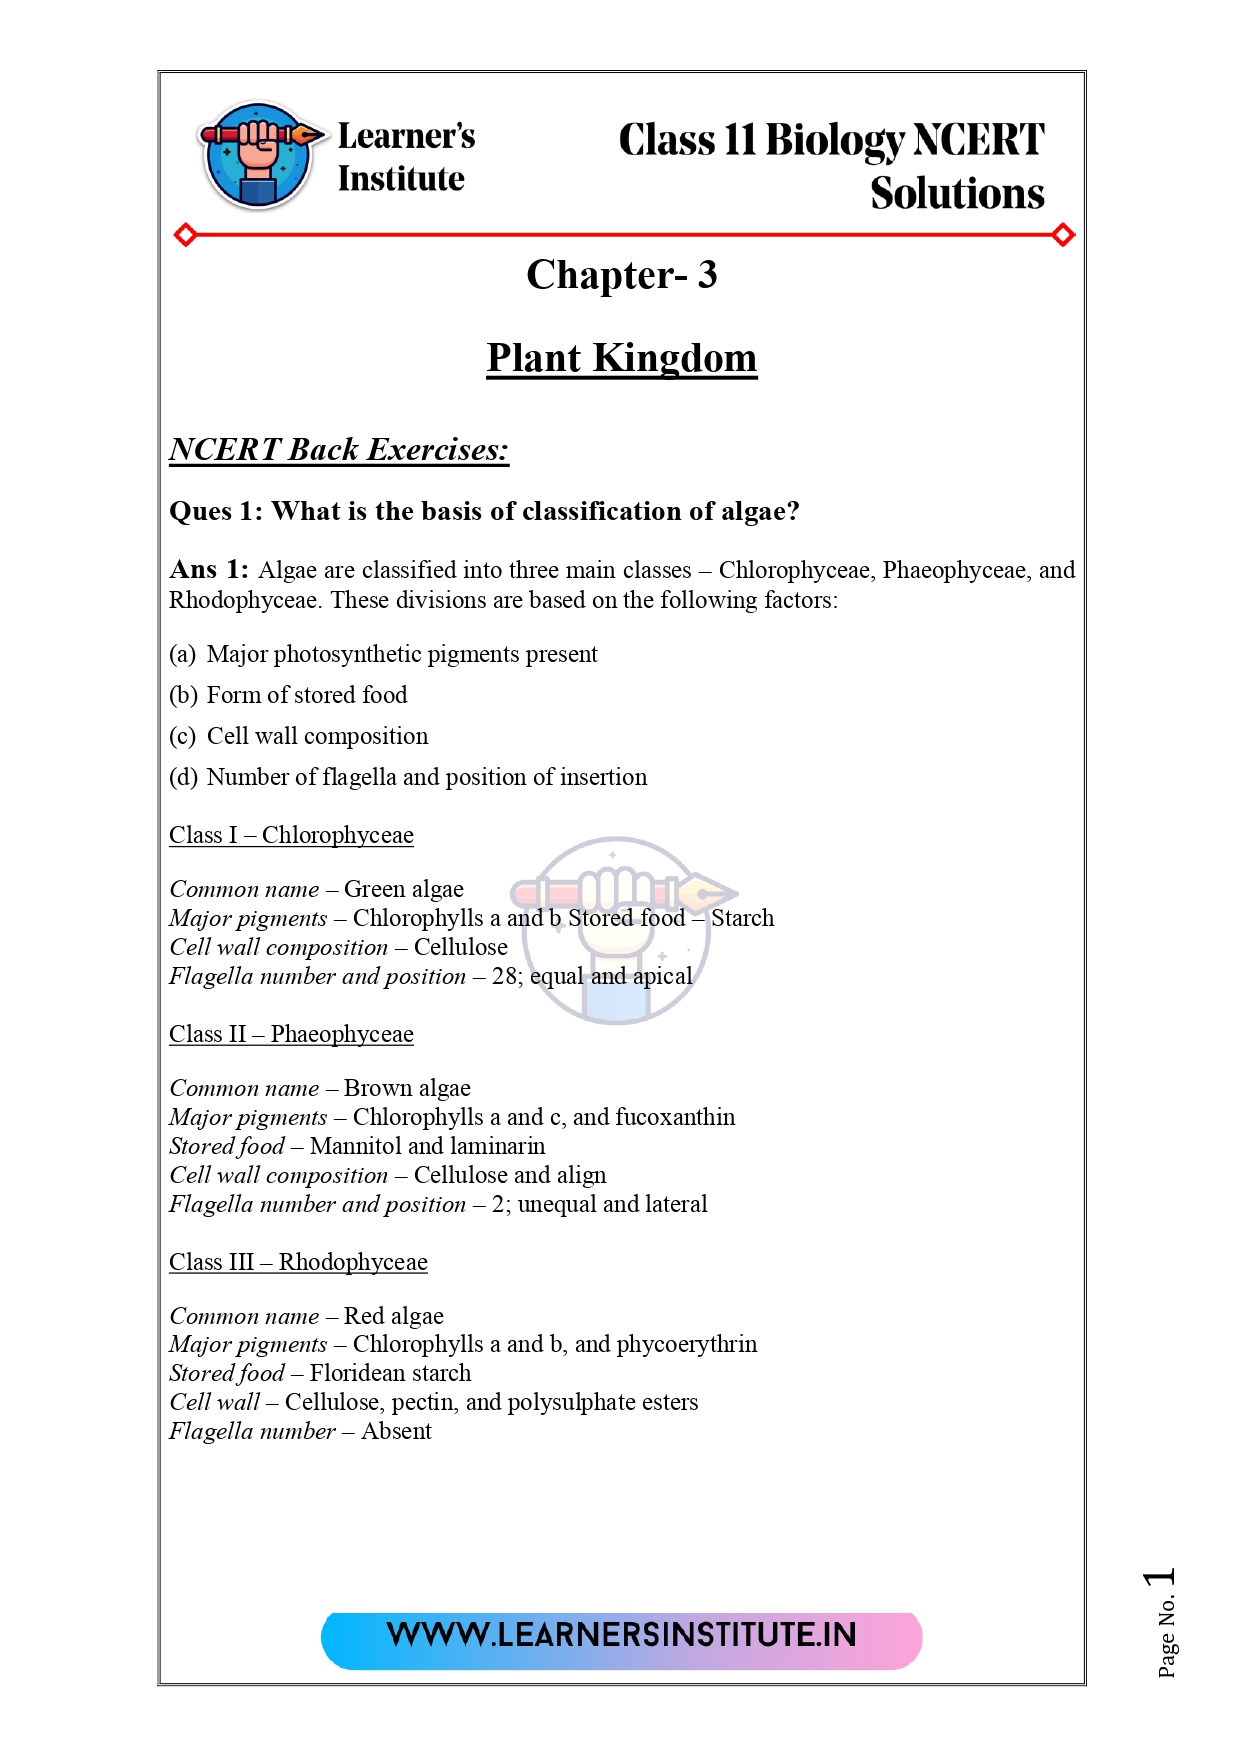 Learner's
Institute
Class 11 Biology NCERT
Solutions
Chapter- 3
Plant Kingdom
NCERT Back Exercises:
Ques 1: What is the basis of classification of algae?
Ans 1: Algae are classified into three main classes – Chlorophyceae, Phaeophyceae, and
Rhodophyceae. These divisions are based on the following factors:
(a) Major photosynthetic pigments present
(b) Form of stored food
(c) Cell wall composition
(d) Number of flagella and position of insertion
Class I – Chlorophyceae
Common name – Green algae
Major pigments – Chlorophylls a and b Stored food – Starch
Cell wall composition – Cellulose
Flagella number and position – 28; equal and apical
Class II – Phaeophyceae
Common name – Brown algae
Major pigments – Chlorophylls a and c, and fucoxanthin
Stored food – Mannitol and laminarin
Cell wall composition – Cellulose and align
Flagella number and position – 2; unequal and lateral
Class III – Rhodophyceae
Common name – Red algae
Major pigments – Chlorophylls a and b, and phycoerythrin
Stored food – Floridean starch
Cell wall – Cellulose, pectin, and polysulphate esters
Flagella number – Absent
WWW.LEARNERSINSTITUTE.IN
Page No. 1